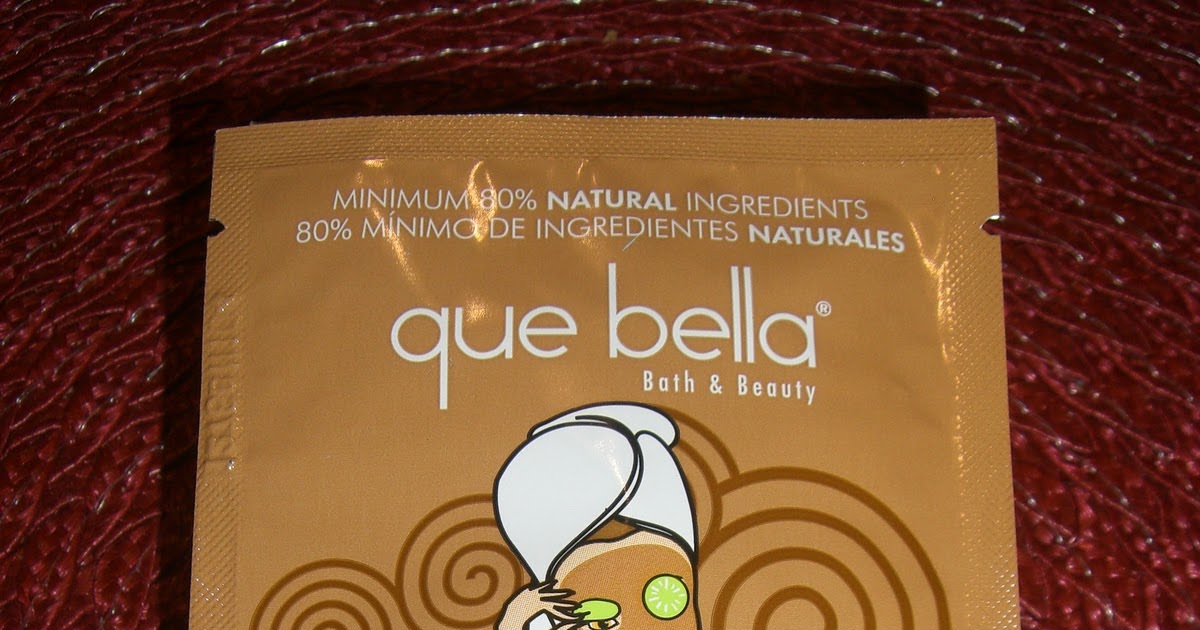 MINIMUM 80% NATURAL INGREDIENTS
80% MÍNIMO DE INGREDIENTES NATURALES
que bella®
Bath & Beauty